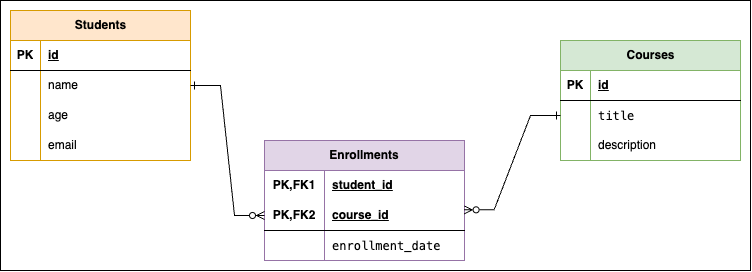 Students
PK id
name
age
email
Courses
PK id
title
description
Enrollments
PK,FK1 student_id
PK,FK2 course_id
enrollment_date